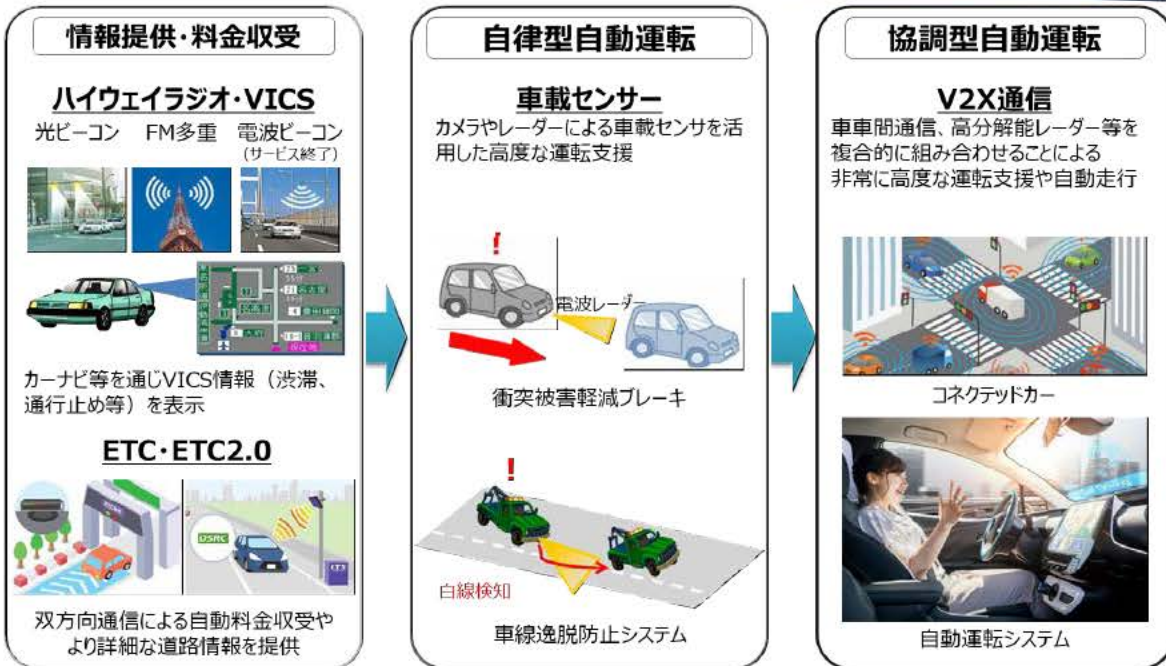 情報提供・料金収受
ハイウェイラジオ・VICS
光ビーコン FM多重 電波ビーコン
(サービス終了)
カーナビ等を通じVICS情報（渋滞、
通行止め等）を表示
ETC・ETC2.0
DSRC
双方向通信による自動料金収受や
より詳細な道路情報を提供
自律型自動運転
車載センサー
カメラやレーダーによる車載センサを活
用した高度な運転支援
!
電波レーダー
衝突被害軽減ブレーキ
!
白線検知
車線逸脱防止システム
協調型自動運転
V2X通信
車車間通信、高分解能レーダー等を
複合的に組み合わせることによる
非常に高度な運転支援や自動走行
コネクテッドカー
自動運転システム